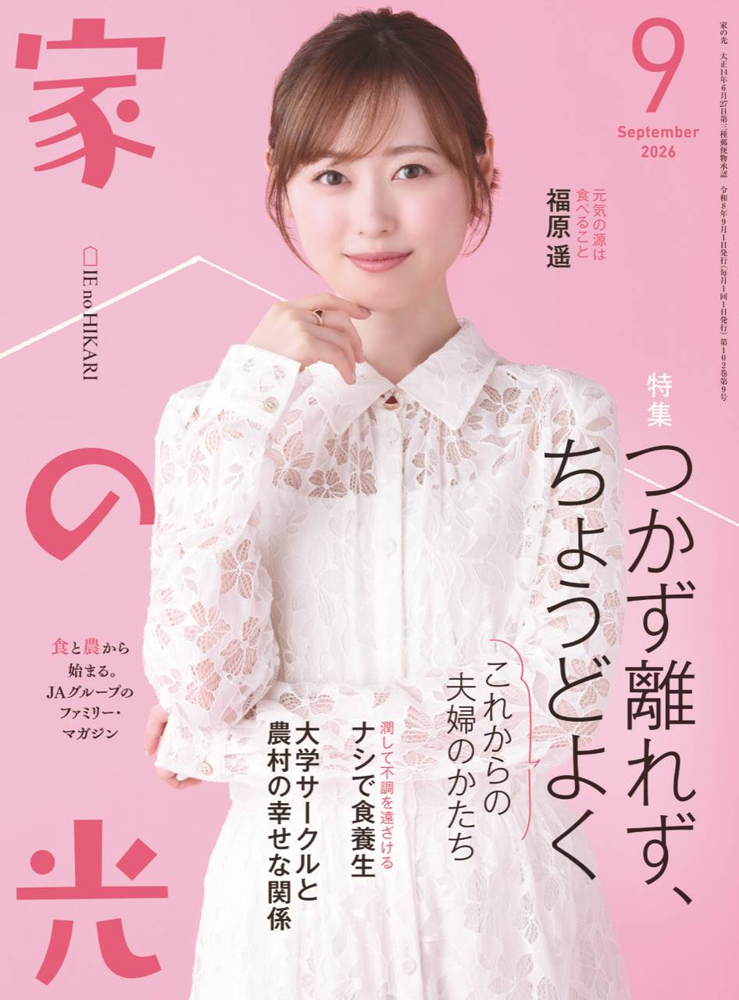 家の光
IE no HIKARI
9
September
2026
家の光 大正14年6月27日第三種郵便物承認 令和8年9月1日発行(毎月1回1日発行) 第102巻第9号
元気の源は
食べること
福原 遥
特集
つかず離れず、
ちょうどよく
これからの
夫婦のかたち
潤して不調を遠ざける
ナシで食養生
大学サークルと
農村の幸せな関係
食と農から
始まる。
JAグループの
ファミリー・
マガジン